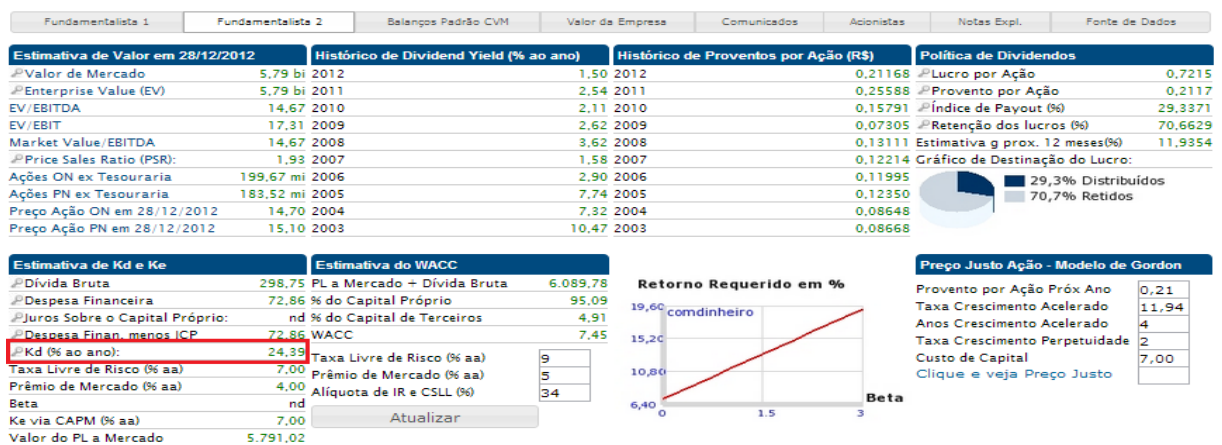 Fundamentalista 1 Fundamentalista 2 Balanços Padrão CVM Valor da Empresa Comunicados Acionistas Notas Expl. Fonte de Dados
Estimativa de Valor em 28/12/2012
Valor de Mercado 5,79 bi
Enterprise Value (EV) 5,79 bi
EV/EBITDA 14,67
EV/EBIT 17,31
Market Value/EBITDA 14,67
Price Sales Ratio (PSR): 1,93
Ações ON ex Tesouraria 199,67 mi
Ações PN ex Tesouraria 183,52 mi
Preço Ação ON em 28/12/2012 14,70
Preço Ação PN em 28/12/2012 15,10
Histórico de Dividend Yield (% ao ano)
2012 1,50
2011 2,54
2010 2,11
2009 2,62
2008 3,62
2007 1,58
2006 2,90
2005 7,74
2004 7,32
2003 10,47
Histórico de Proventos por Ação (R$)
2012 0,21168
2011 0,25588
2010 0,15791
2009 0,07305
2008 0,13111
2007 0,12214
2006 0,11995
2005 0,12350
2004 0,08648
2003 0,08668
Política de Dividendos
Lucro por Ação 0,7215
Provento por Ação 0,2117
Índice de Payout (%) 29,3371
Retenção dos lucros (%) 70,6629
Estimativa g prox. 12 meses(%) 11,9354
Gráfico de Destinação do Lucro:
29,3% Distribuídos
70,7% Retidos
Estimativa de Kd e Ke
Dívida Bruta 298,75
Despesa Financeira 72,86
Juros Sobre o Capital Próprio: nd
Despesa Finan. menos JCP 72,86
Kd (% ao ano): 24,39
Taxa Livre de Risco (% aa) 7,00
Prêmio de Mercado (% aa) 4,00
Beta nd
Ke via CAPM (% aa) 7,00
Valor do PL a Mercado 5.791,02
Estimativa do WACC
PL a Mercado + Dívida Bruta 6.089,78
% do Capital Próprio 95,09
% do Capital de Terceiros 4,91
WACC 7,45
Taxa Livre de Risco (% aa) 9
Prêmio de Mercado (% aa) 5
Alíquota de IR e CSLL (%) 34
Atualizar
Retorno Requerido em %
comdinheiro
19,60
15,20
10,80
6,40
0 1.5 3
Beta
Preço Justo Ação - Modelo de Gordon
Provento por Ação Próx Ano 0,21
Taxa Crescimento Acelerado 11,94
Anos Crescimento Acelerado 4
Taxa Crescimento Perpetuidade 2
Custo de Capital 7,00
Clique e veja Preço Justo